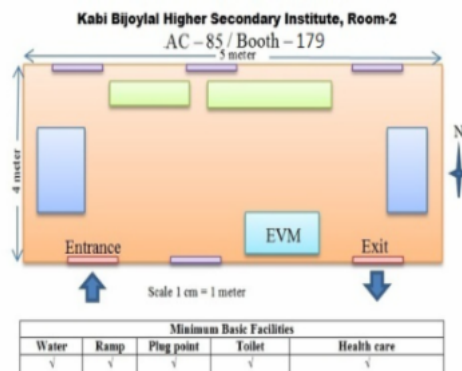 Kabi Bijoylal Higher Secondary Institute, Room-2
AC – 85 / Booth – 179
5 meter
4 meter
N
EVM
Entrance
Exit
Scale 1 cm = 1 meter
Minimum Basic Facilities
Water Ramp Plug point Toilet Health care
√ √ √ √ √